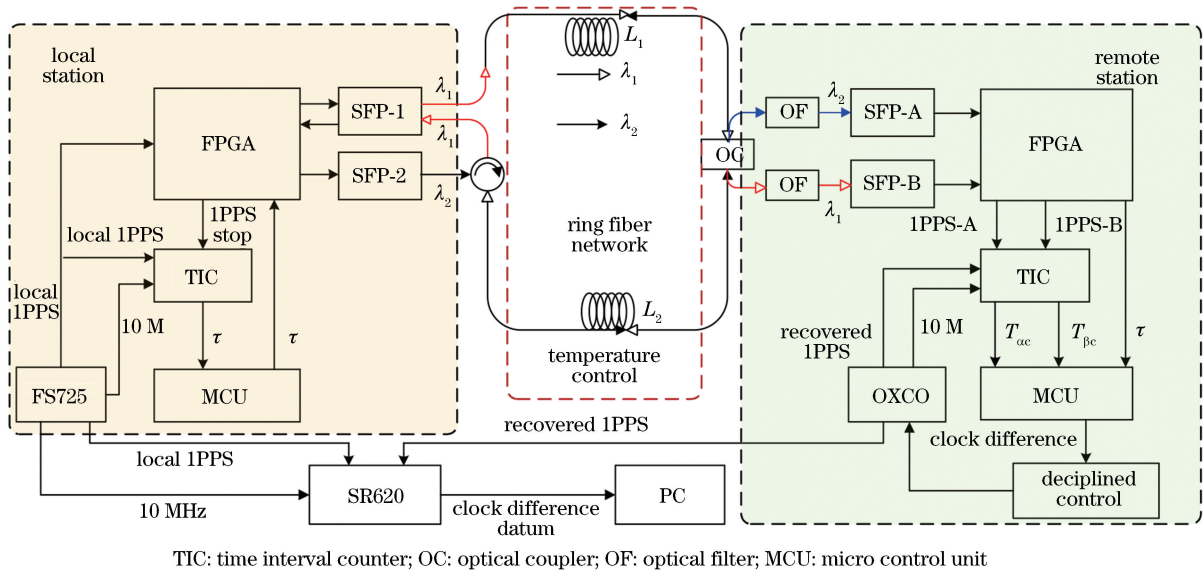 local
station
FPGA
SFP-1
SFP-2
λ1
λ1
λ2
1PPS
stop
local 1PPS
local
1PPS
TIC
10 M
τ
τ
FS725
MCU
L1
λ1
λ2
ring fiber
network
L2
temperature
control
OC
remote
station
OF
λ2
SFP-A
FPGA
OF
λ1
SFP-B
1PPS-A
1PPS-B
TIC
recovered
1PPS
10 M
Tαc
Tβc
τ
OXCO
MCU
clock difference
deciplined
control
recovered 1PPS
local 1PPS
10 MHz
SR620
clock difference
datum
PC
TIC: time interval counter; OC: optical coupler; OF: optical filter; MCU: micro control unit